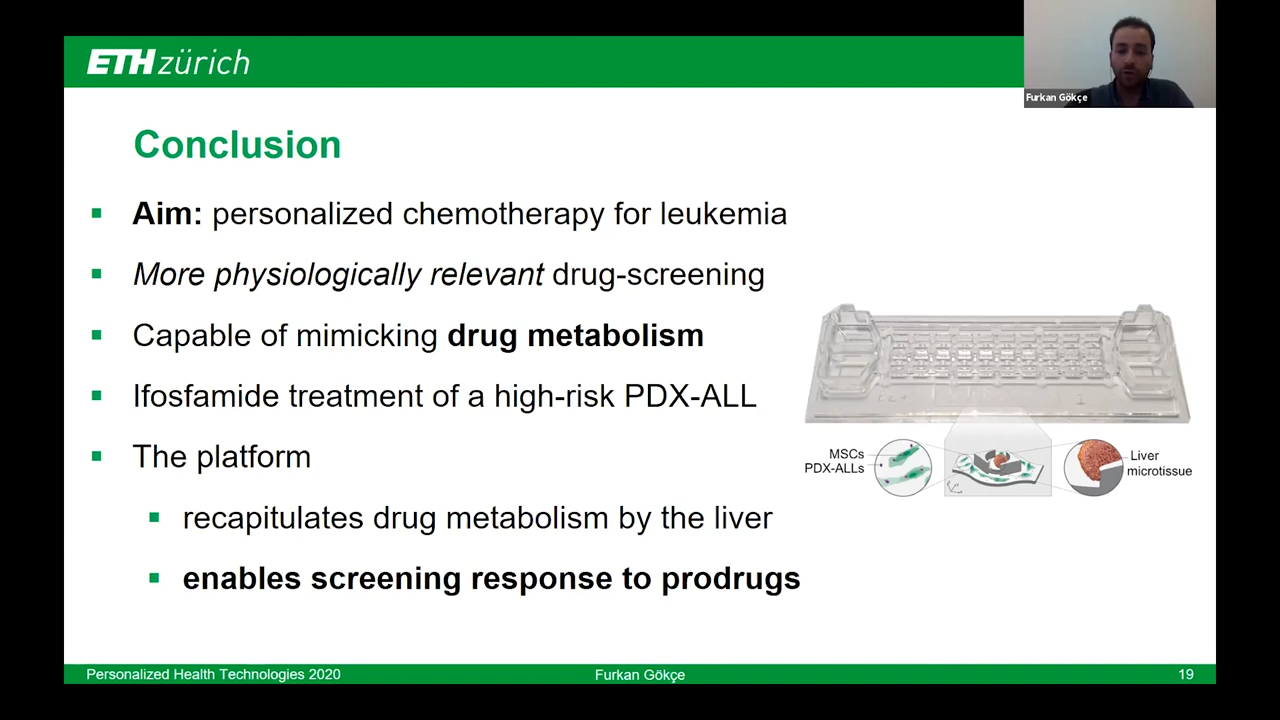 ETH zürich
Furkan Gökçe
Conclusion
Aim: personalized chemotherapy for leukemia
More physiologically relevant drug-screening
Capable of mimicking drug metabolism
Ifosfamide treatment of a high-risk PDX-ALL
The platform
recapitulates drug metabolism by the liver
enables screening response to prodrugs
MSCs
PDX-ALLs
Liver
microtissue
Personalized Health Technologies 2020
Furkan Gökçe
19